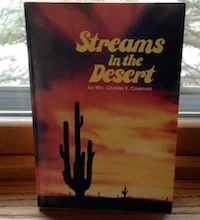 Streams
in the
Desert
by Mrs. Charles E. Cowman